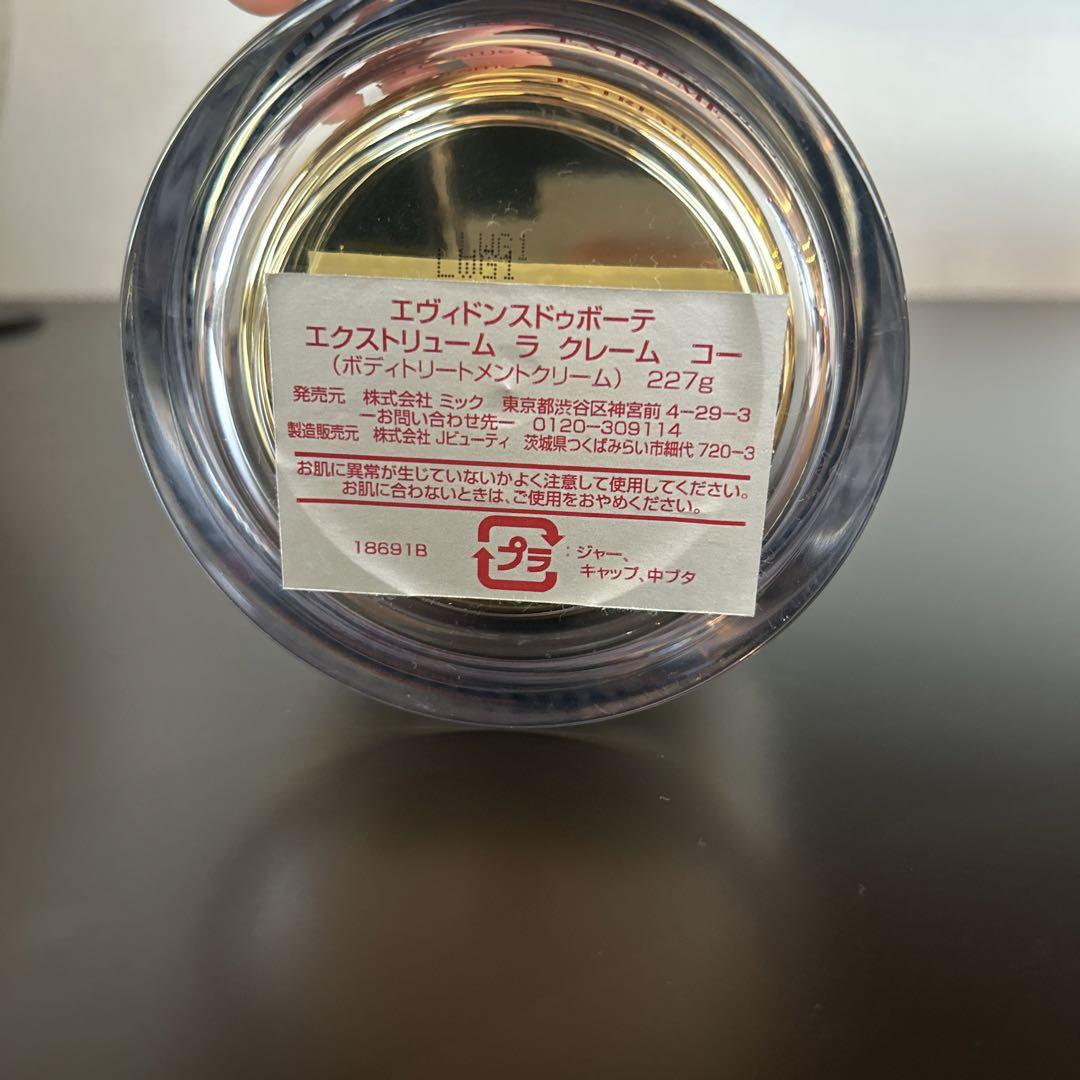 EXTREME
LWG1
エヴィドンスドゥボーテ
エクストリューム ラ クレーム コー
（ボディトリートメントクリーム） 227g
発売元 株式会社 ミック 東京都渋谷区神宮前 4-29-3
ーお問い合わせ先ー 0120-309114
製造販売元 株式会社 Jビューティ 茨城県つくばみらい市細代 720-3
お肌に異常が生じていないかよく注意して使用してください。
お肌に合わないときは、ご使用をおやめください。
18691B
プラ
：ジャー、
キャップ、中ブタ